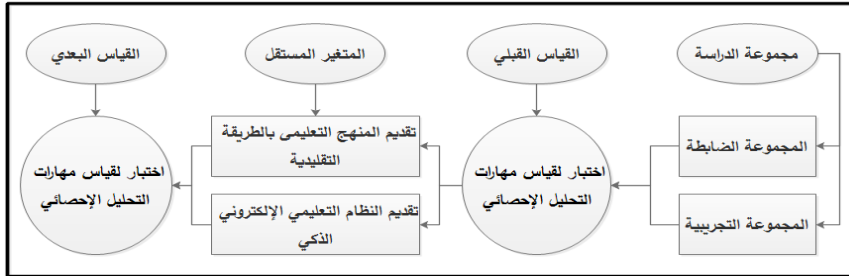 مجموعة الدراسة
القياس القبلي
المتغير المستقل
القياس البعدي
المجموعة الضابطة
المجموعة التجريبية
اختبار لقياس مهارات
التحليل الإحصائي
تقديم المنهج التعليمى بالطريقة
التقليدية
تقديم النظام التعليمي الإلكتروني
الذكي
اختبار لقياس مهارات
التحليل الإحصائي